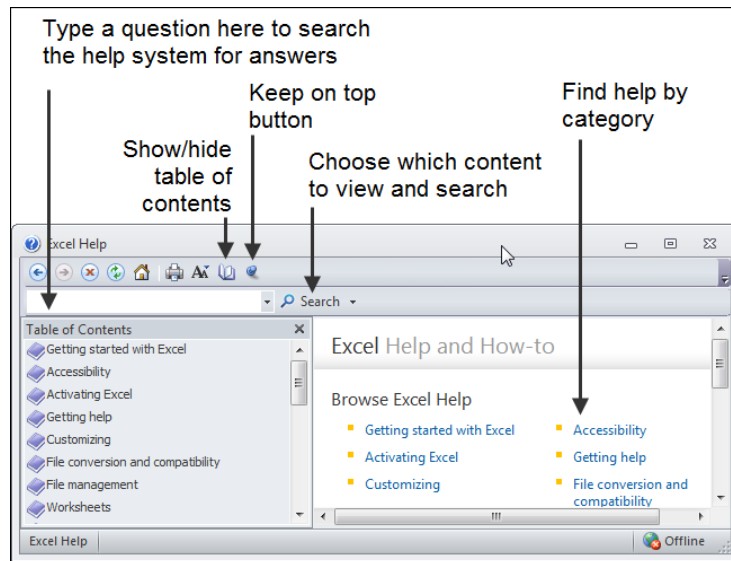 Type a question here to search
the help system for answers
Keep on top
button
Find help by
category
Show/hide
table of
contents
Choose which content
to view and search
Excel Help
Search
Table of Contents
Getting started with Excel
Accessibility
Activating Excel
Getting help
Customizing
File conversion and compatibility
File management
Worksheets
Excel Help and How-to
Browse Excel Help
Getting started with Excel
Accessibility
Activating Excel
Getting help
Customizing
File conversion and
compatibility
Excel Help
Offline